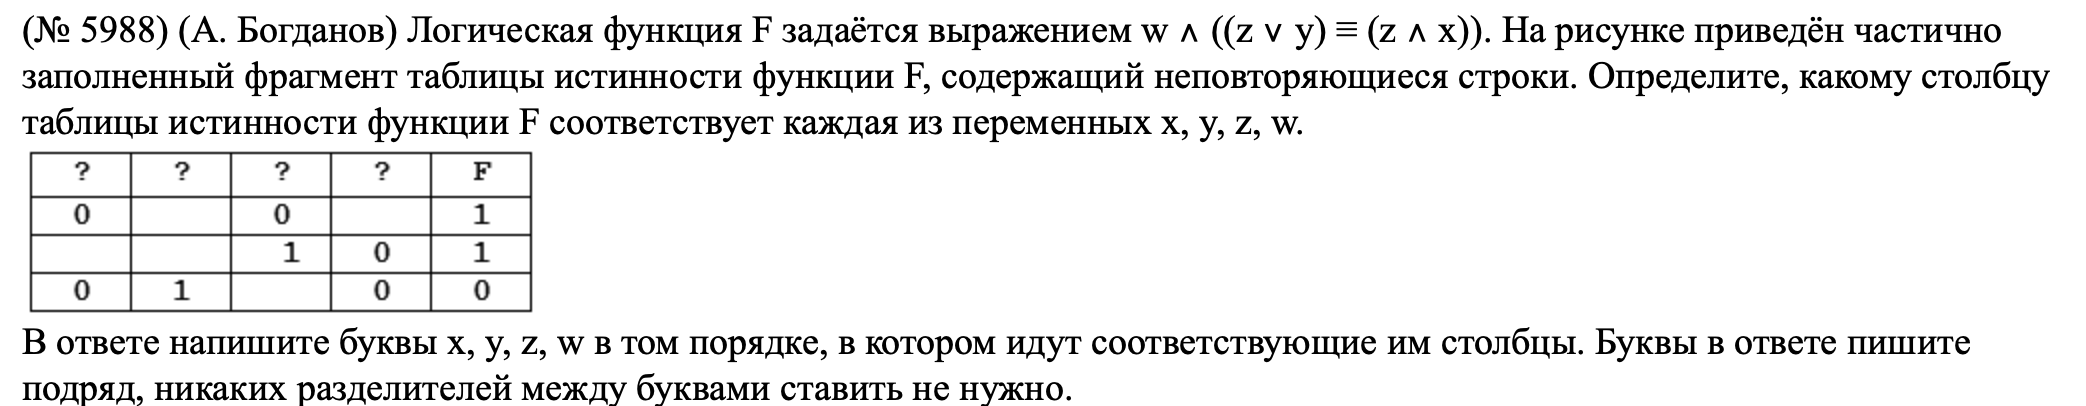 (№ 5988) (А. Богданов) Логическая функция F задаётся выражением w ∧ ((z ∨ y) ≡ (z ∧ x)). На рисунке приведён частично
заполненный фрагмент таблицы истинности функции F, содержащий неповторяющиеся строки. Определите, какому столбцу
таблицы истинности функции F соответствует каждая из переменных x, y, z, w.
? ? ? ? F
0 0 1
1 0 1
0 1 0 0
В ответе напишите буквы x, y, z, w в том порядке, в котором идут соответствующие им столбцы. Буквы в ответе пишите
подряд, никаких разделителей между буквами ставить не нужно.